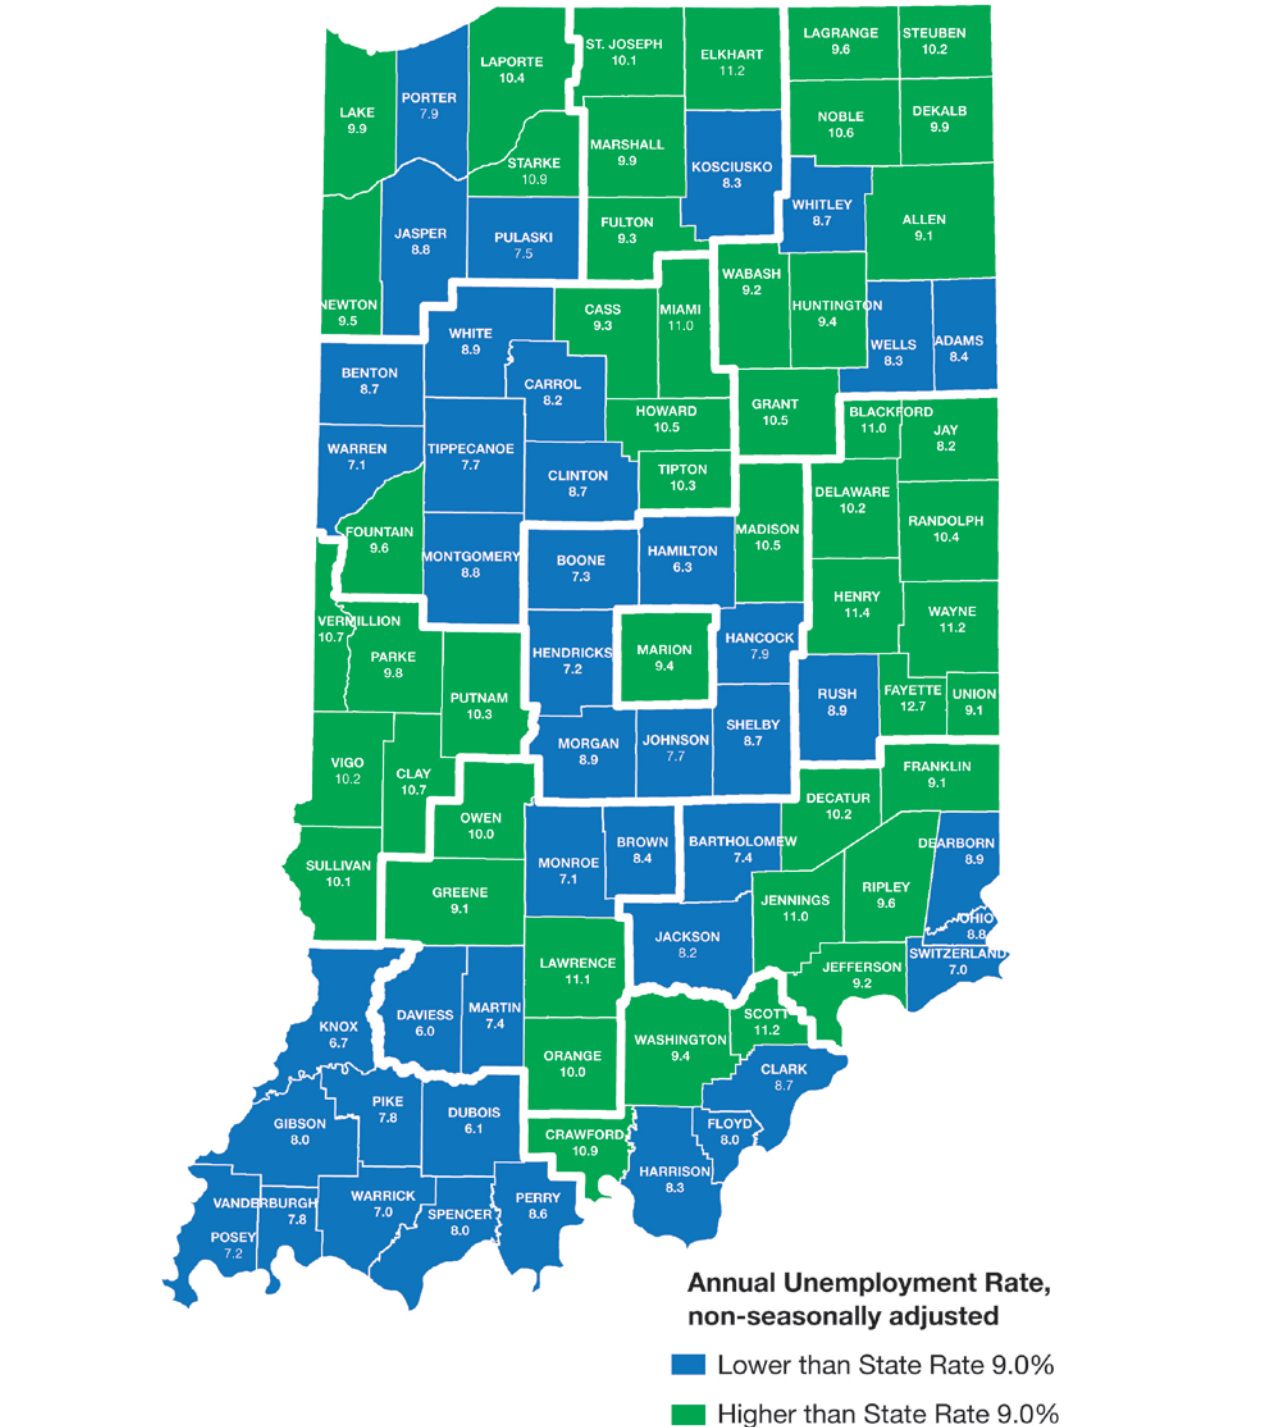 LAPORTE
10.4
ST. JOSEPH
10.1
ELKHART
11.2
LAGRANGE
9.6
STEUBEN
10.2
LAKE
9.9
PORTER
7.9
NOBLE
10.6
DEKALB
9.9
STARKE
10.9
MARSHALL
9.9
KOSCIUSKO
8.3
WHITLEY
8.7
ALLEN
9.1
JASPER
8.8
PULASKI
7.5
FULTON
9.3
NEWTON
9.5
WABASH
9.2
HUNTINGTON
9.4
WHITE
8.9
CASS
9.3
MIAMI
11.0
WELLS
8.3
ADAMS
8.4
BENTON
8.7
CARROL
8.2
HOWARD
10.5
GRANT
10.5
BLACKFORD
11.0
JAY
8.2
WARREN
7.1
TIPPECANOE
7.7
CLINTON
8.7
TIPTON
10.3
DELAWARE
10.2
RANDOLPH
10.4
FOUNTAIN
9.6
MONTGOMERY
8.8
BOONE
7.3
HAMILTON
6.3
MADISON
10.5
HENRY
11.4
WAYNE
11.2
VERMILLION
10.7
PARKE
9.8
PUTNAM
10.3
HENDRICKS
7.2
MARION
9.4
HANCOCK
7.9
RUSH
8.9
FAYETTE
12.7
UNION
9.1
VIGO
10.2
CLAY
10.7
MORGAN
8.9
JOHNSON
7.7
SHELBY
8.7
FRANKLIN
9.1
DECATUR
10.2
OWEN
10.0
MONROE
7.1
BROWN
8.4
BARTHOLOMEW
7.4
DEARBORN
8.9
SULLIVAN
10.1
GREENE
9.1
JENNINGS
11.0
RIPLEY
9.6
OHIO
8.8
JACKSON
8.2
SWITZERLAND
7.0
LAWRENCE
11.1
JEFFERSON
9.2
KNOX
6.7
DAVIESS
6.0
MARTIN
7.4
SCOTT
11.2
WASHINGTON
9.4
ORANGE
10.0
CLARK
8.7
PIKE
7.8
GIBSON
8.0
DUBOIS
6.1
CRAWFORD
10.9
FLOYD
8.0
HARRISON
8.3
VANDERBURGH
7.8
WARRICK
7.0
SPENCER
8.0
PERRY
8.6
POSEY
7.2
Annual Unemployment Rate,
non-seasonally adjusted
Lower than State Rate 9.0%
Higher than State Rate 9.0%